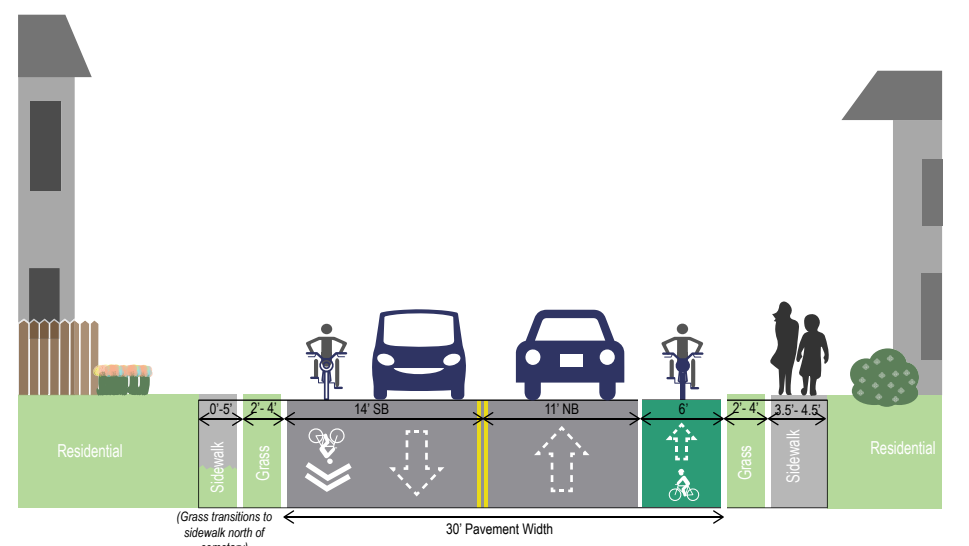 0'-5'
2'- 4'
14' SB
11' NB
6'
2'- 4'
3.5'- 4.5'
Residential
Sidewalk
Grass
Grass
Sidewalk
Residential
(Grass transitions to
sidewalk north of
30' Pavement Width